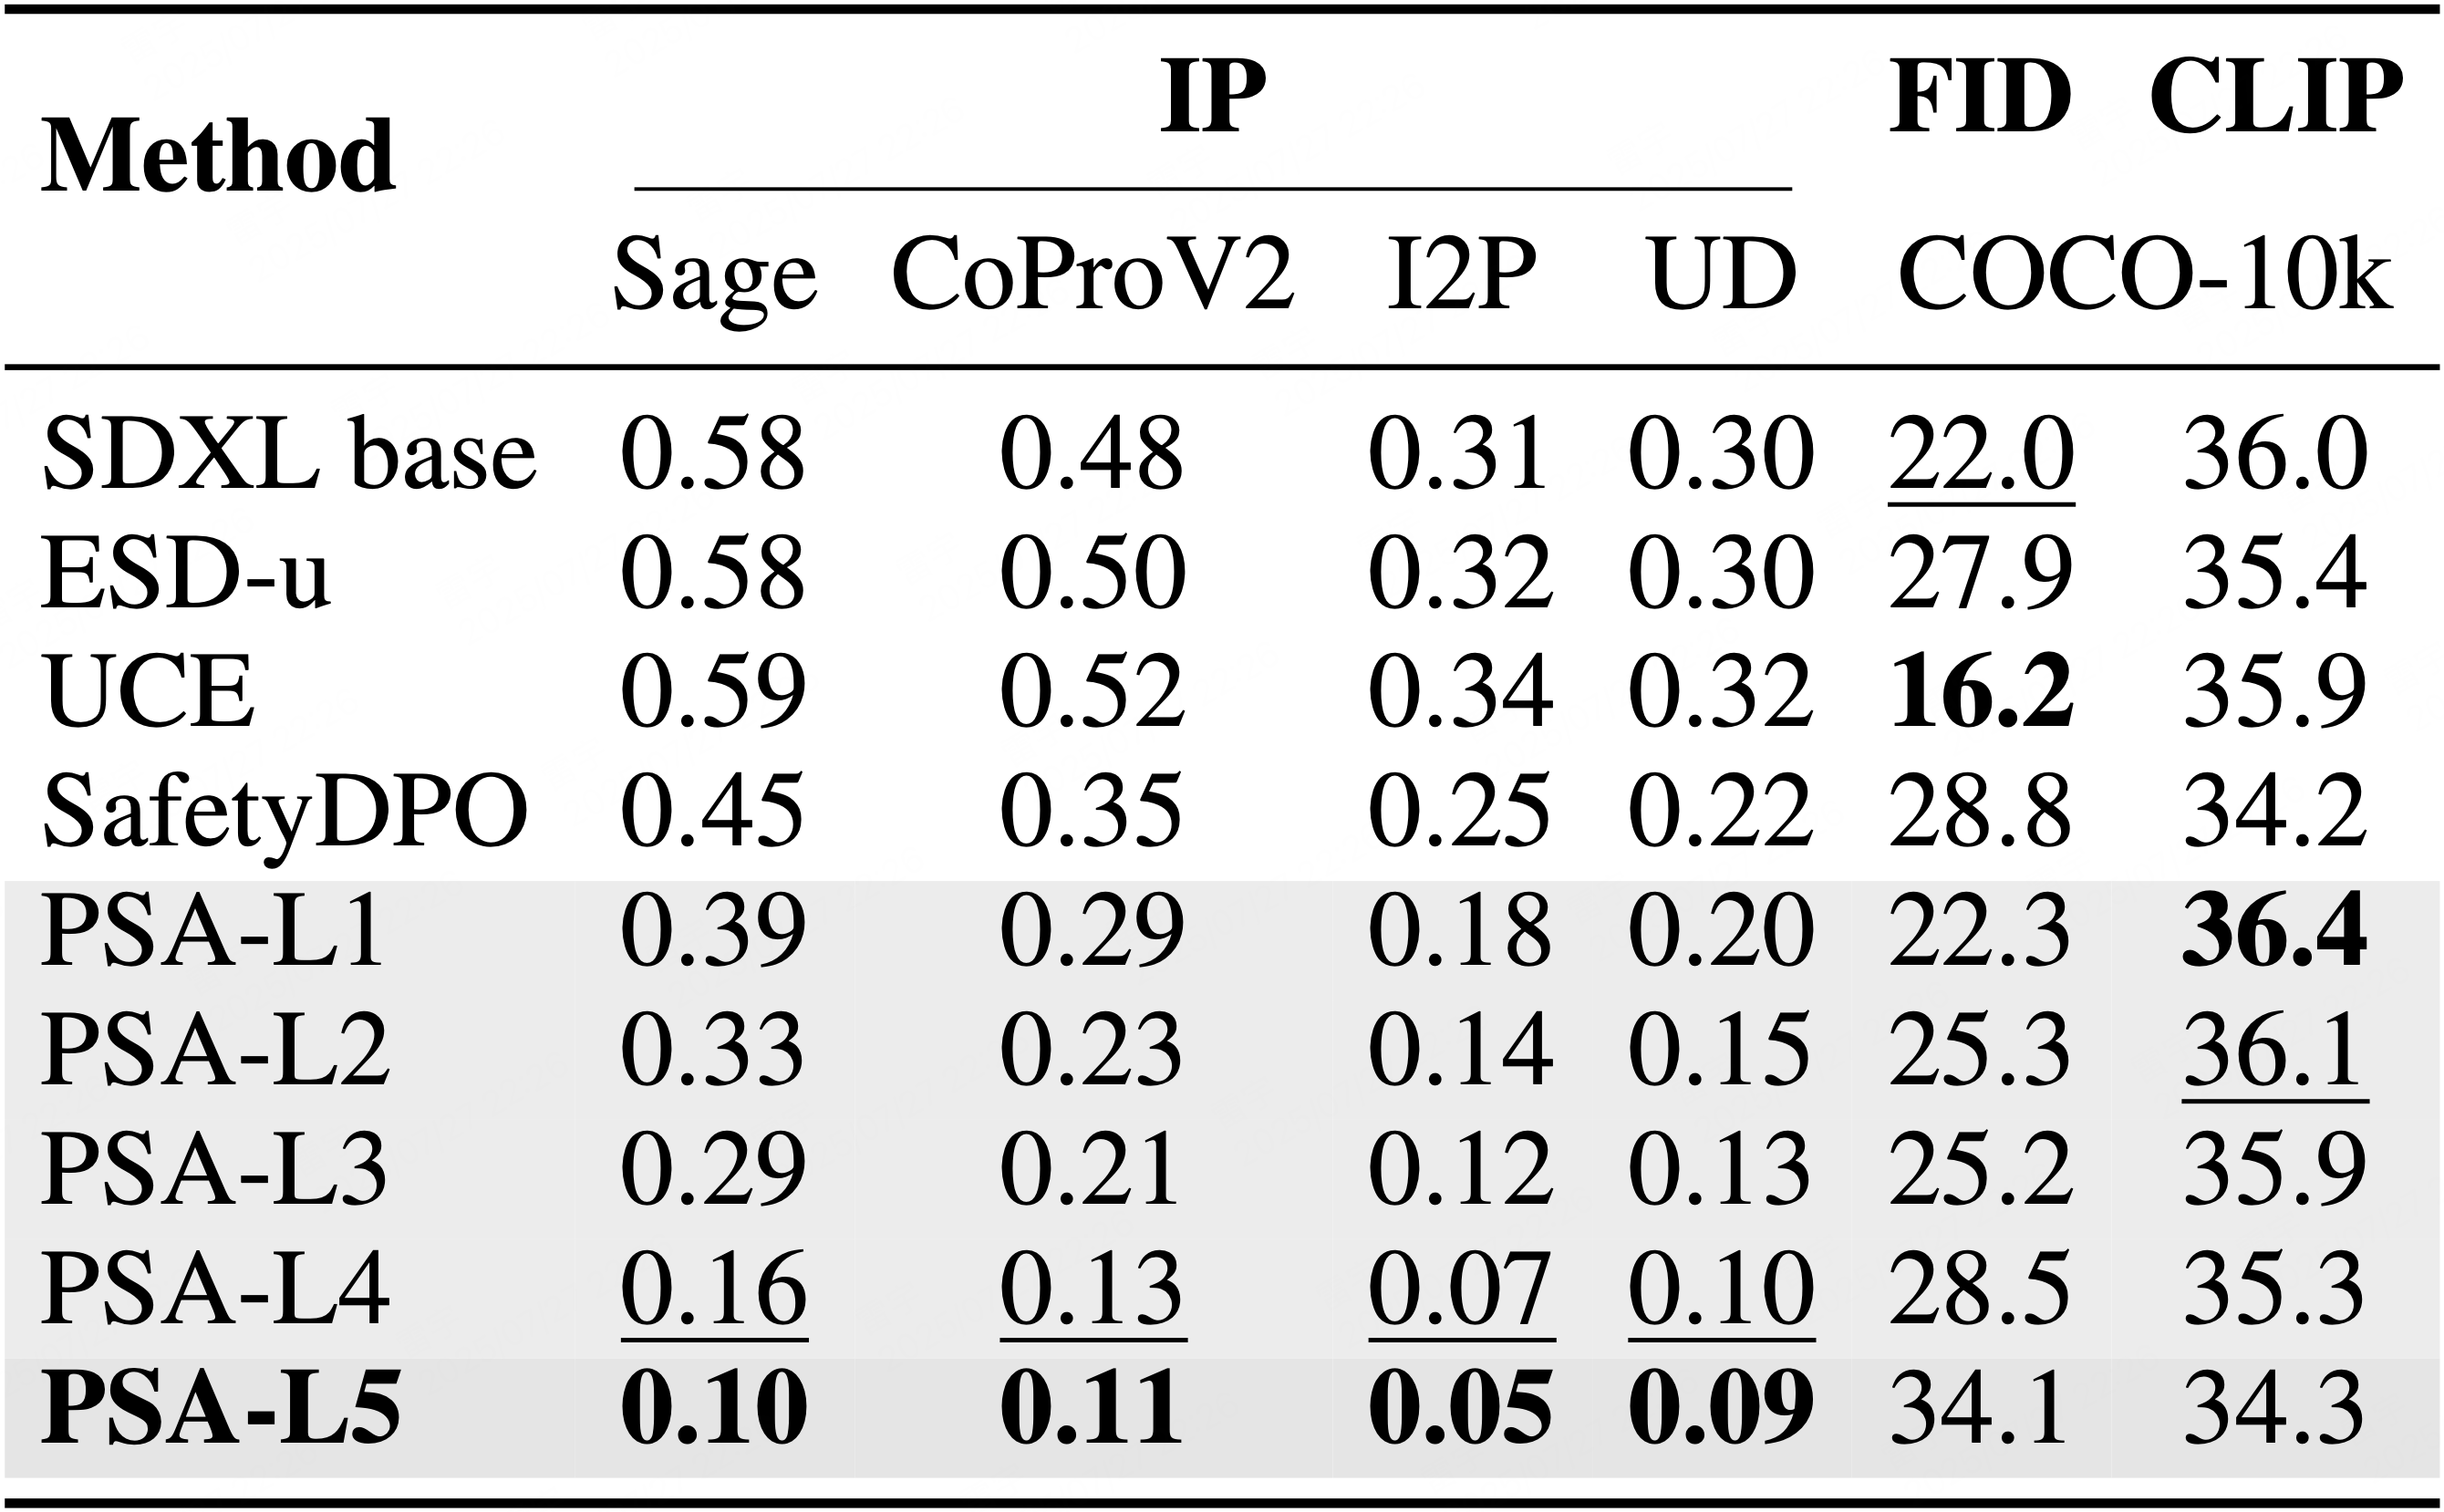 Method IP FID CLIP
Sage CoProV2 I2P UD COCO-10k
SDXL base 0.58 0.48 0.31 0.30 22.0 36.0
ESD-u 0.58 0.50 0.32 0.30 27.9 35.4
UCE 0.59 0.52 0.34 0.32 16.2 35.9
SafetyDPO 0.45 0.35 0.25 0.22 28.8 34.2
PSA-L1 0.39 0.29 0.18 0.20 22.3 36.4
PSA-L2 0.33 0.23 0.14 0.15 25.3 36.1
PSA-L3 0.29 0.21 0.12 0.13 25.2 35.9
PSA-L4 0.16 0.13 0.07 0.10 28.5 35.3
PSA-L5 0.10 0.11 0.05 0.09 34.1 34.3